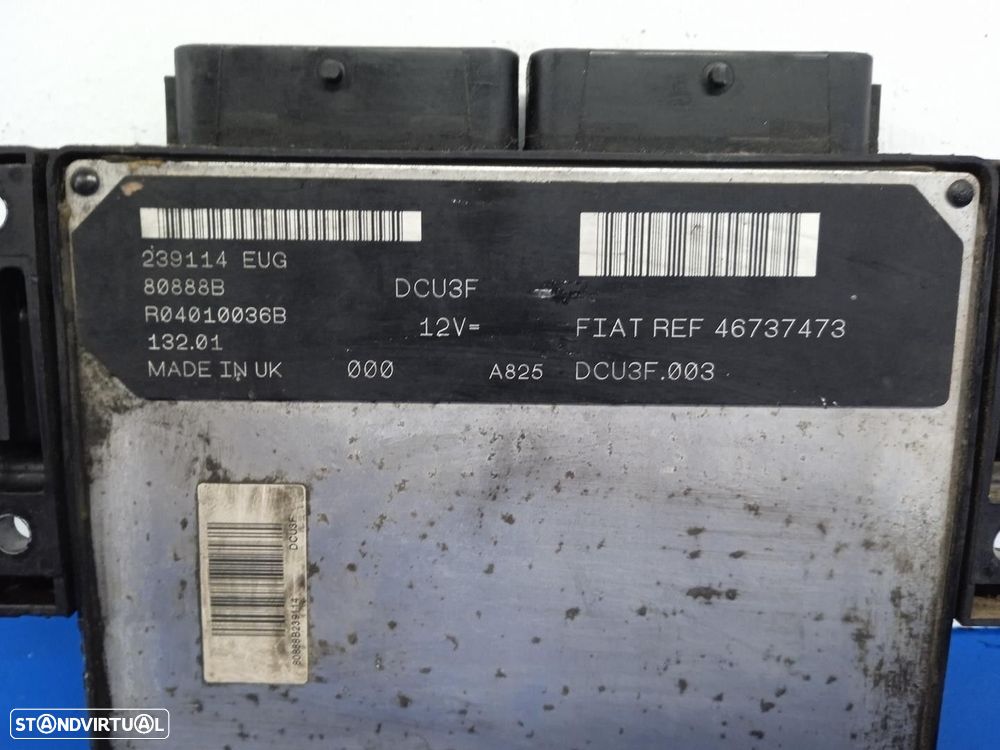 239114 EUG
80888B
DCU3F
R04010036B
12V=
FIAT REF 46737473
132.01
MADE IN UK 000 A825 DCU3F.003
DCU3F
80888B239114
STANDVIRTUAL